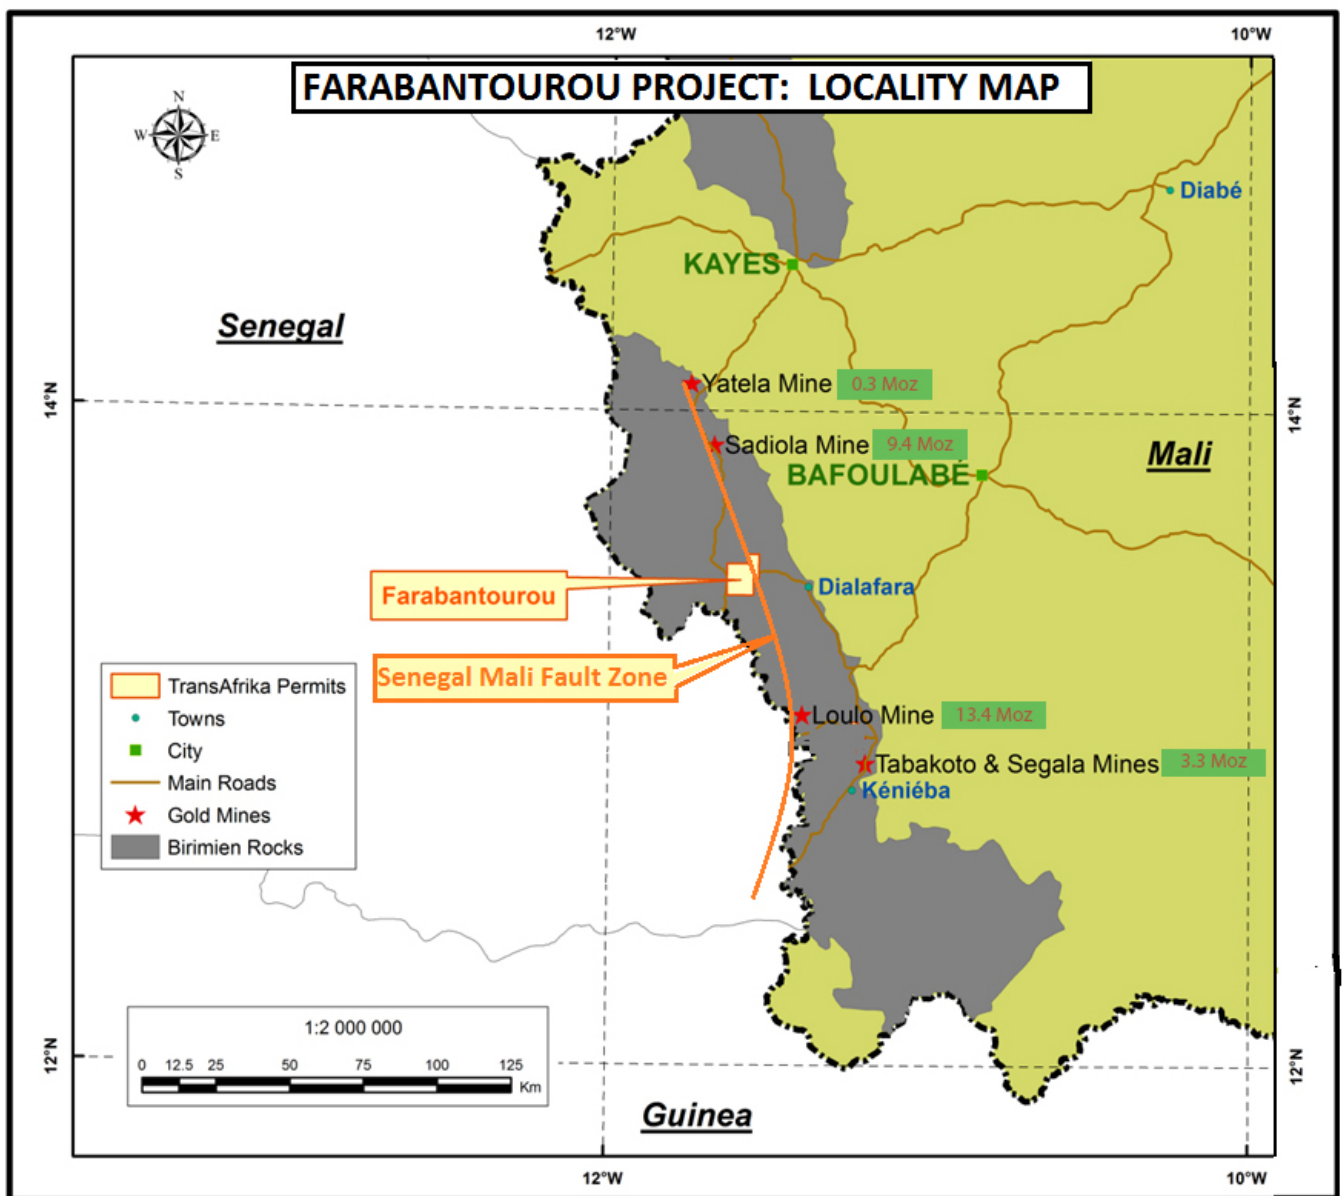 12°W
10°W
FARABANTOUROU PROJECT: LOCALITY MAP
N
W
E
S
Diabé
KAYES
Senegal
14°N
14°N
Yatela Mine
0.3 Moz
Sadiola Mine
9.4 Moz
Mali
BAFOULABÉ
Farabantourou
Dialafara
Senegal Mali Fault Zone
TransAfrika Permits
Towns
City
Main Roads
Gold Mines
Birimien Rocks
Loulo Mine
13.4 Moz
Tabakoto & Segala Mines
3.3 Moz
Kéniéba
1:2 000 000
0 12.5 25 50 75 100 125
Km
12°N
12°N
Guinea
12°W
10°W